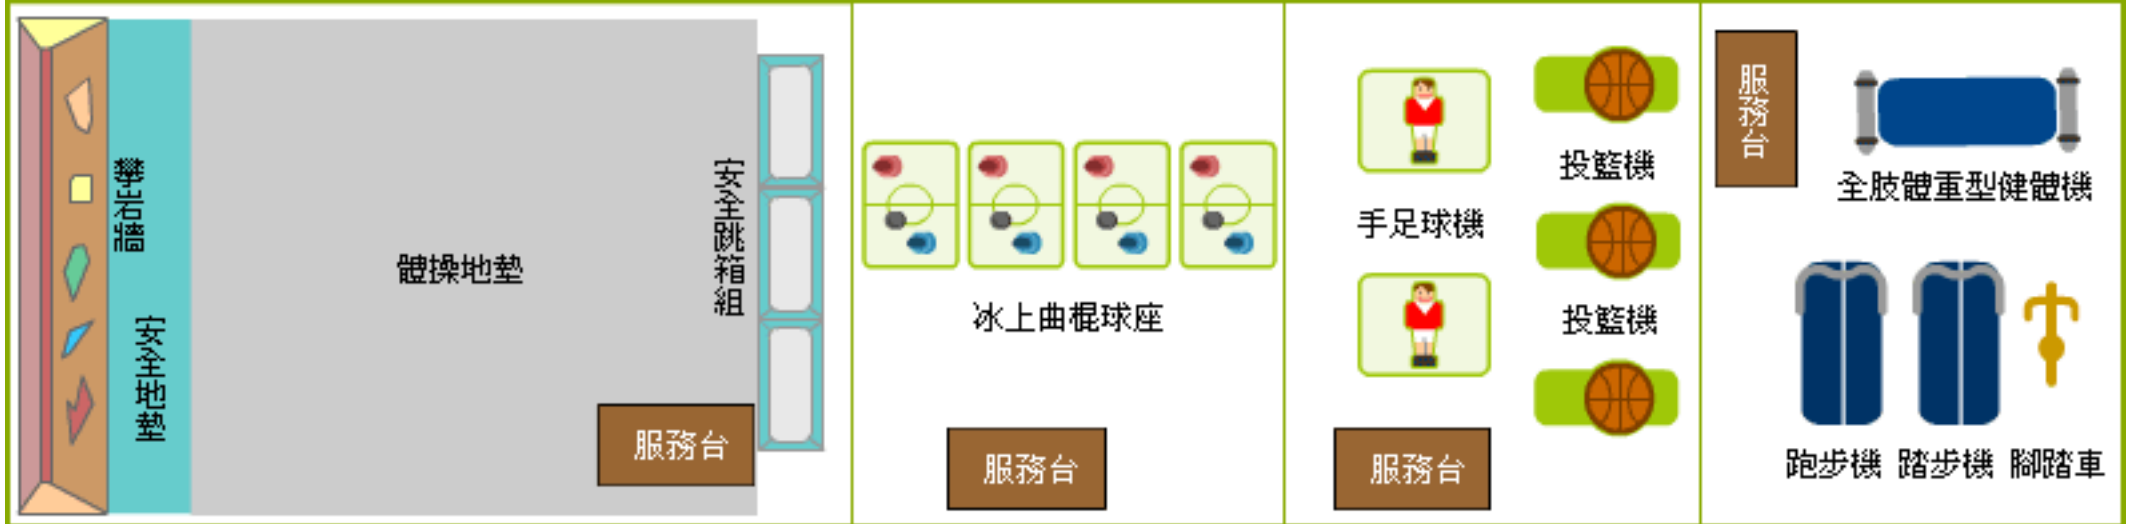 攀岩牆
安全地墊
體操地墊
安全跳箱組
服務台
冰上曲棍球座
服務台
手足球機
投籃機
投籃機
服務台
服務台
全肢體重型健體機
跑步機
踏步機
腳踏車